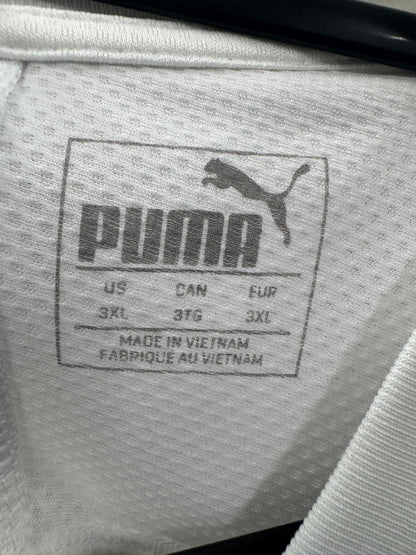 PUMA
US CAN EUR
3XL 3TG 3XL
MADE IN VIETNAM
FABRIQUE AU VIETNAM